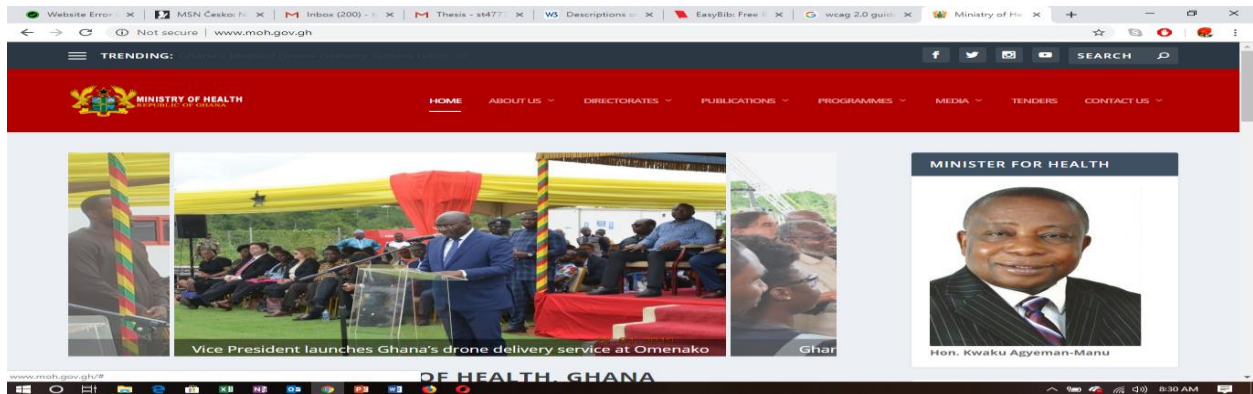 Website Error
MSN Česko:
Inbox (200) -
Thesis - st477
W3 Descriptions
EasyBib: Free
wcag 2.0 guid
Ministry of He
Not secure | www.moh.gov.gh
TRENDING:
SEARCH
MINISTRY OF HEALTH
REPUBLIC OF GHANA
HOME ABOUT US DIRECTORATES PUBLICATIONS PROGRAMMES MEDIA TENDERS CONTACT US
MINISTER FOR HEALTH
Vice President launches Ghana's drone delivery service at Omenako
Ghar
Hon. Kwaku Agyeman-Manu
OF HEALTH, GHANA
www.moh.gov.gh/#
8:30 AM